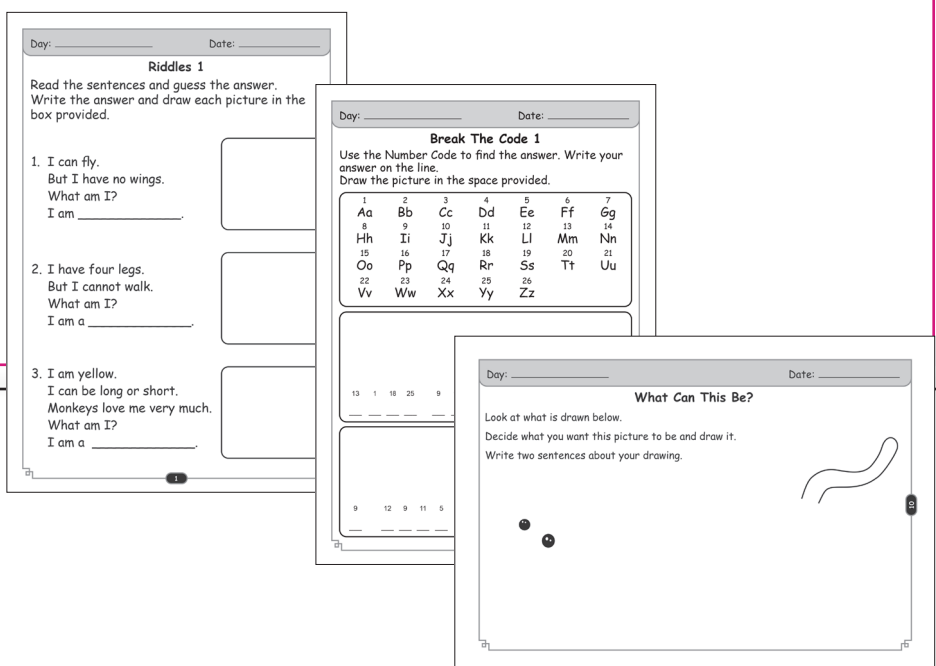 Day: ____________ Date: ____________
Riddles 1
Read the sentences and guess the answer.
Write the answer and draw each picture in the
box provided.
1. I can fly.
But I have no wings.
What am I?
I am ______________.
2. I have four legs.
But I cannot walk.
What am I?
I am a ______________.
3. I am yellow.
I can be long or short.
Monkeys love me very much.
What am I?
I am a ______________.
1
Day: ____________ Date: ____________
Break The Code 1
Use the Number Code to find the answer. Write your
answer on the line.
Draw the picture in the space provided.
1 2 3 4 5 6 7
Aa Bb Cc Dd Ee Ff Gg
8 9 10 11 12 13 14
Hh Ii Jj Kk Ll Mm Nn
15 16 17 18 19 20 21
Oo Pp Qq Rr Ss Tt Uu
22 23 24 25 26
Vv Ww Xx Yy Zz
13 1 18 25 9
9 12 9 11 5
Day: ____________ Date: ____________
What Can This Be?
Look at what is drawn below.
Decide what you want this picture to be and draw it.
Write two sentences about your drawing.
10